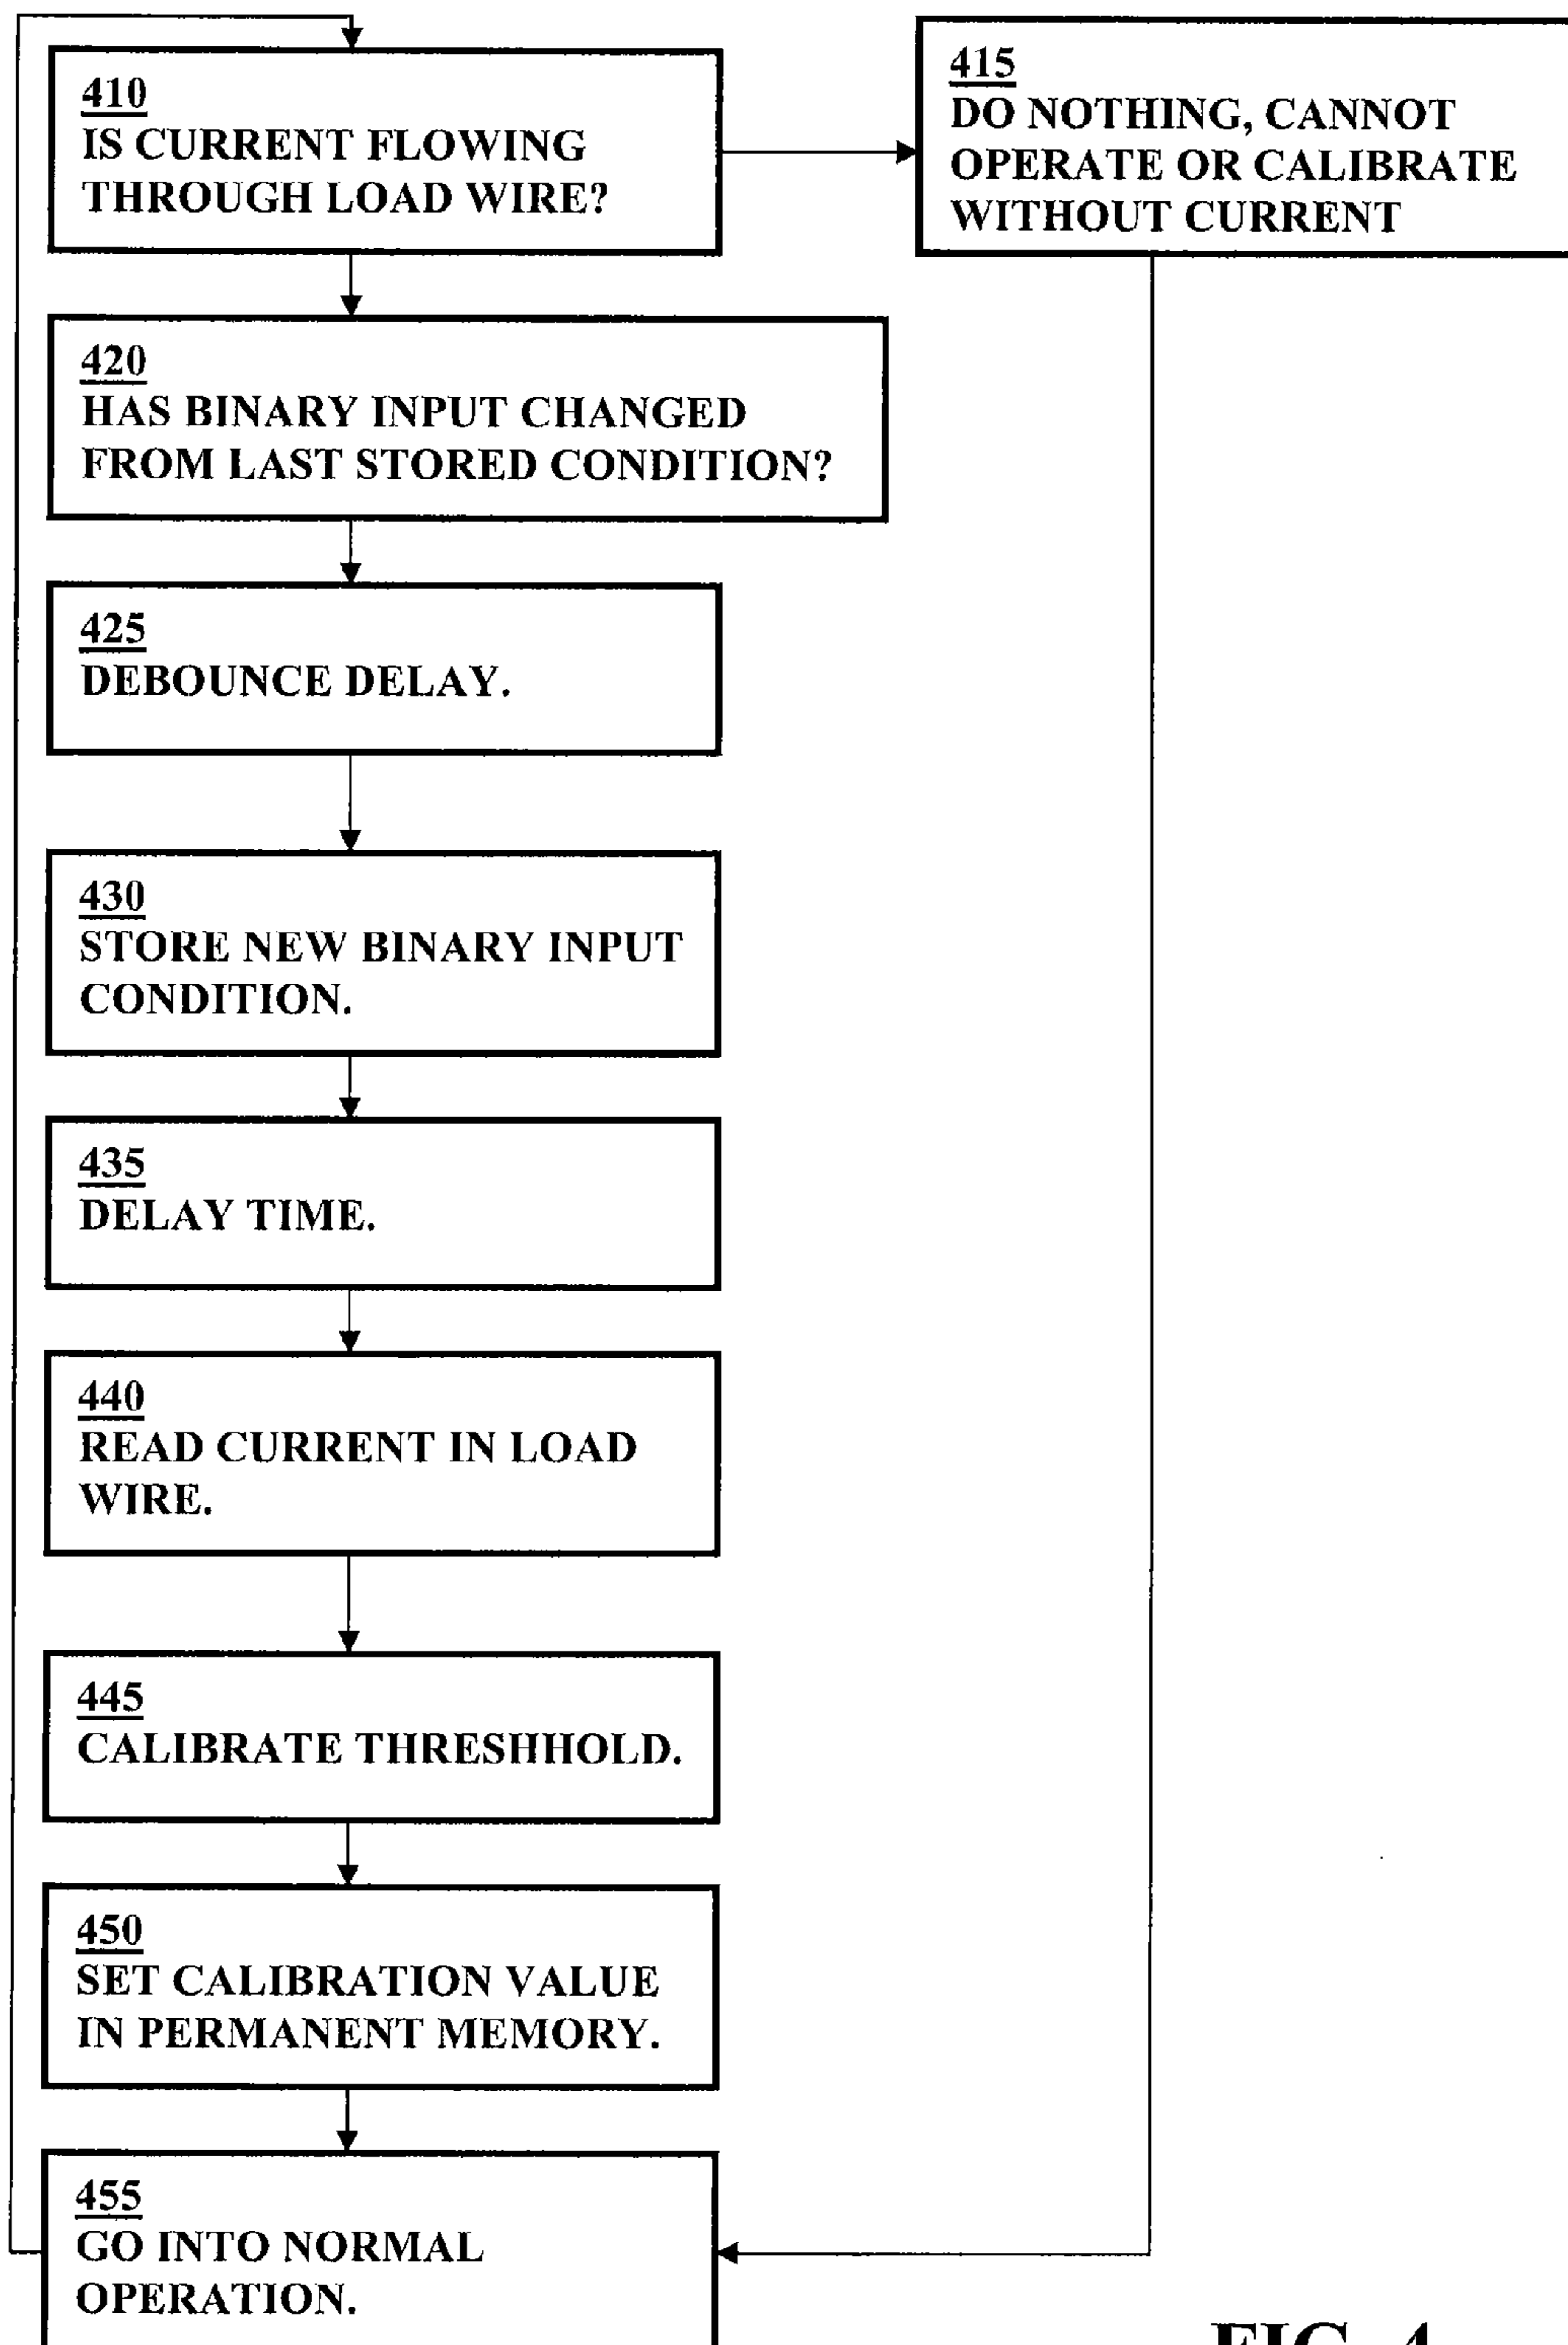 410
IS CURRENT FLOWING
THROUGH LOAD WIRE?
415
DO NOTHING, CANNOT
OPERATE OR CALIBRATE
WITHOUT CURRENT
420
HAS BINARY INPUT CHANGED
FROM LAST STORED CONDITION?
425
DEBOUNCE DELAY.
430
STORE NEW BINARY INPUT
CONDITION.
435
DELAY TIME.
440
READ CURRENT IN LOAD
WIRE.
445
CALIBRATE THRESHHOLD.
450
SET CALIBRATION VALUE
IN PERMANENT MEMORY.
455
GO INTO NORMAL
OPERATION.
FIG. 4